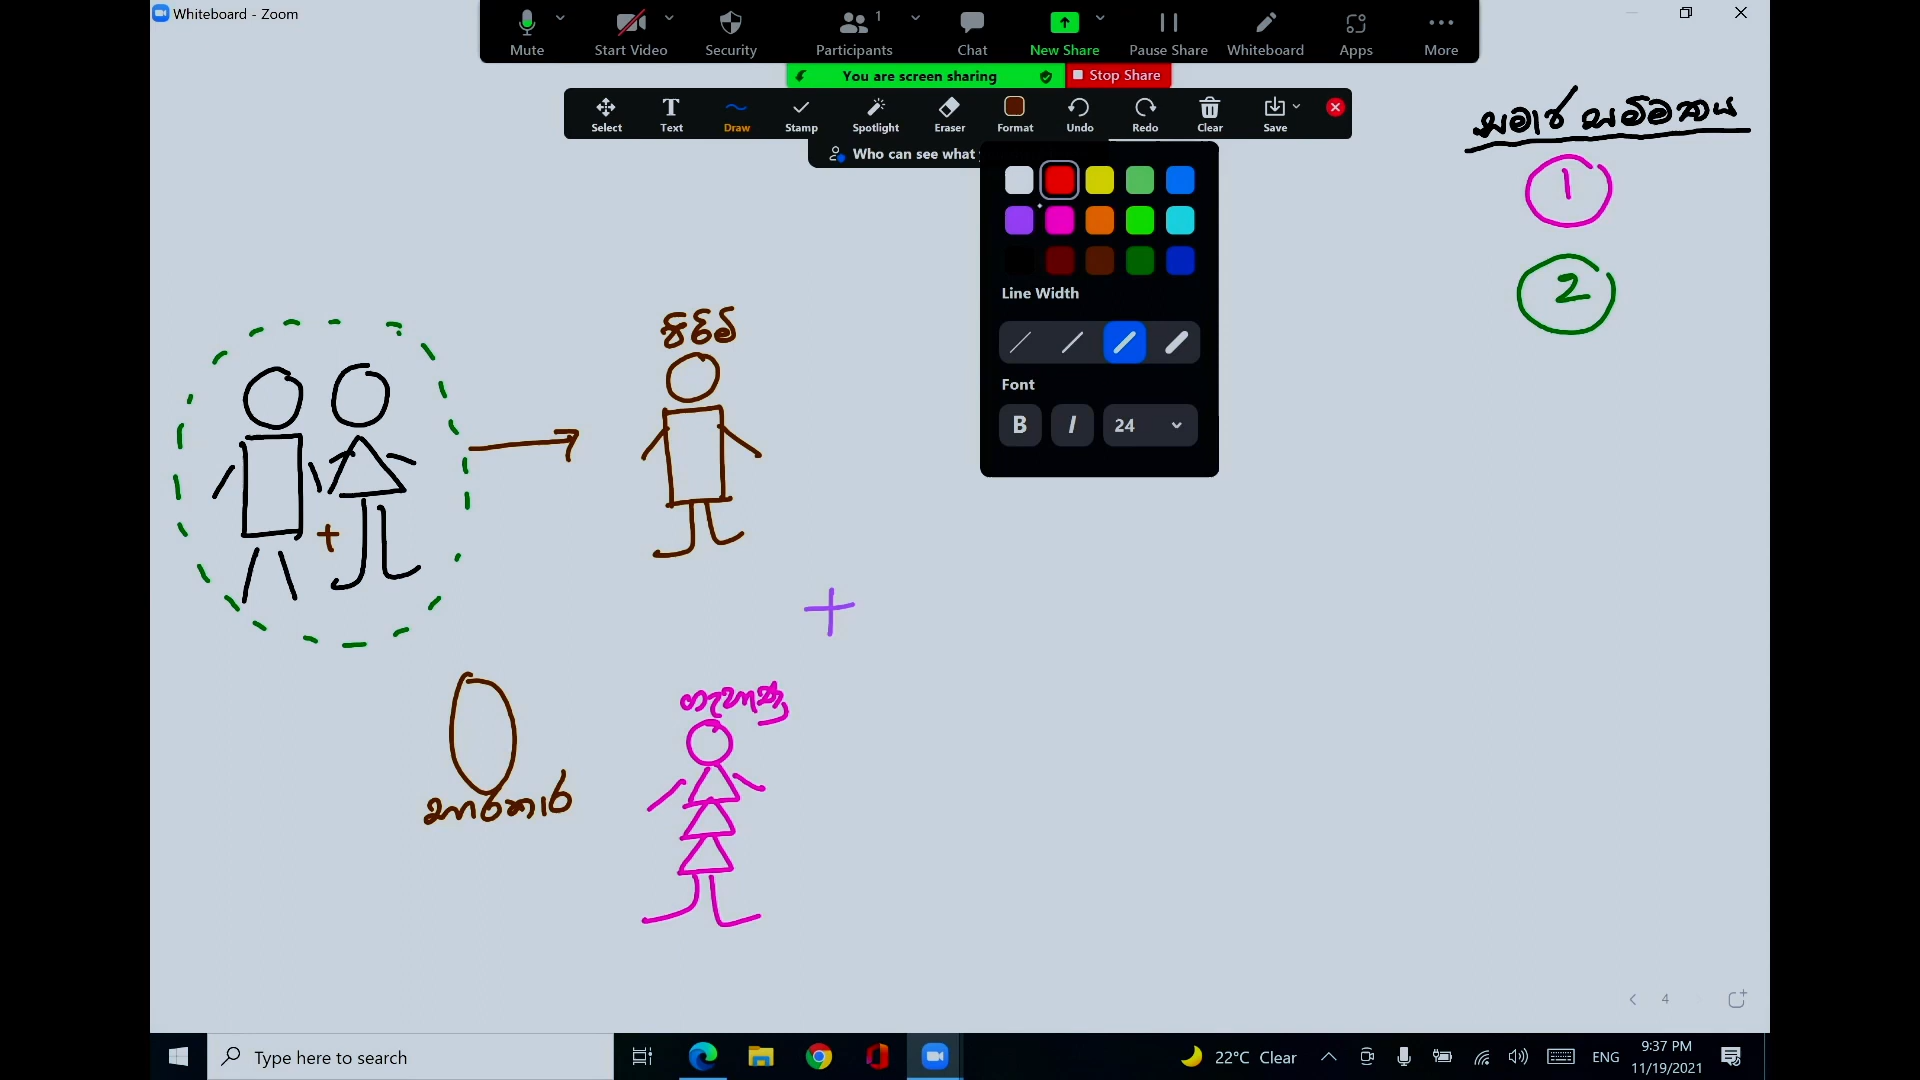 Whiteboard - Zoom
Mute
Start Video
Security
Participants
1
Chat
New Share
Pause Share
Whiteboard
Apps
More
You are screen sharing
Stop Share
Select
Text
Draw
Stamp
Spotlight
Eraser
Format
Undo
Redo
Clear
Save
Who can see what y
Line Width
Font
B
I
24
1
2
4
Type here to search
22°C Clear
ENG
9:37 PM
11/19/2021